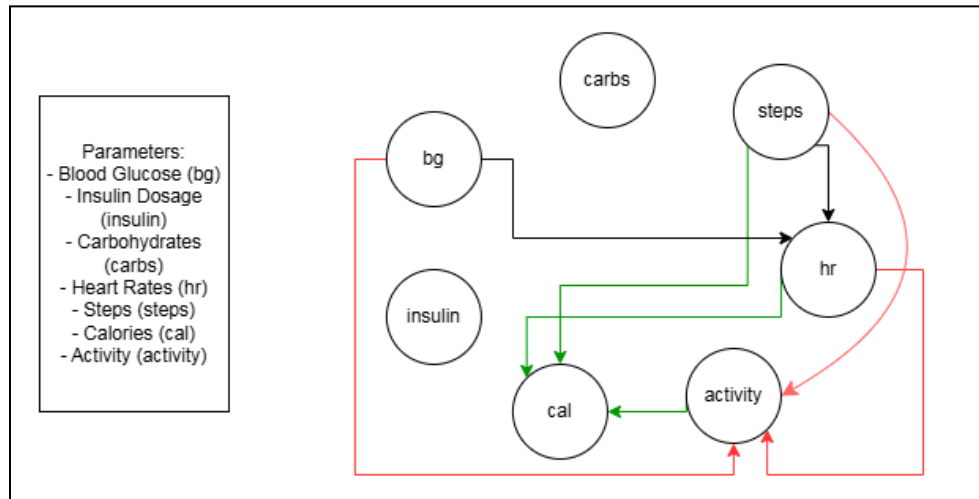 Parameters:
- Blood Glucose (bg)
- Insulin Dosage
(insulin)
- Carbohydrates
(carbs)
- Heart Rates (hr)
- Steps (steps)
- Calories (cal)
- Activity (activity)
carbs
steps
bg
hr
insulin
activity
cal